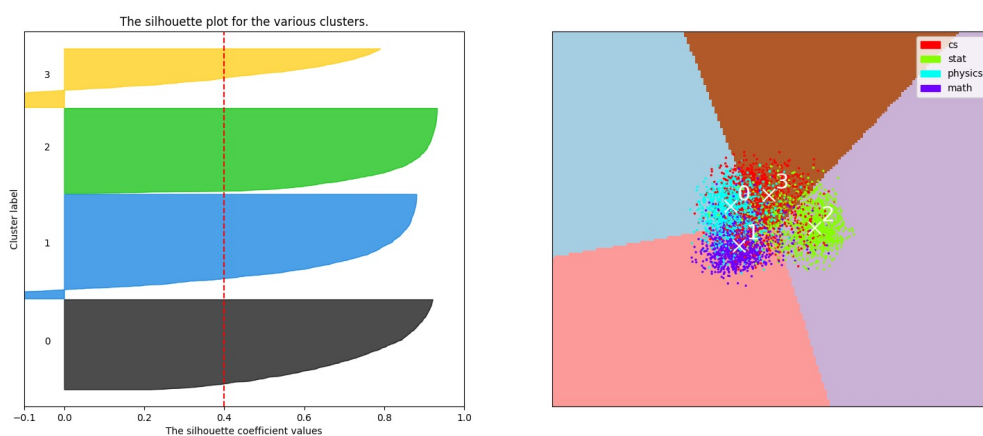 The silhouette plot for the various clusters.
Cluster label
3
2
1
0
−0.1 0.0 0.2 0.4 0.6 0.8 1.0
The silhouette coefficient values
cs
stat
physics
math
0
3
2
1